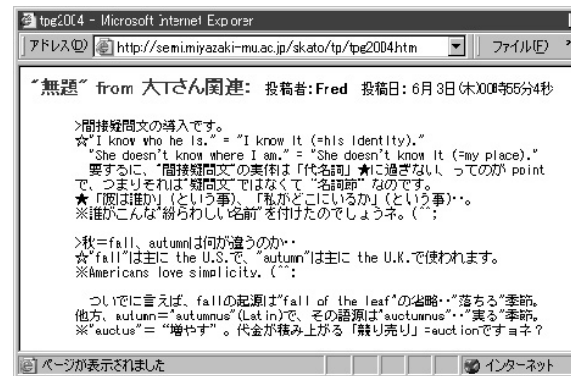 tpg2004 - Microsoft Internet Explorer
アドレス(D) http://semi.miyazaki-mu.ac.jp/skato/tp/tpg2004.htm ファイル(F)
"無題" from 大Tさん関連: 投稿者:Fred 投稿日: 6月 3日(木)00時55分4秒
>間接疑問文の導入です。
☆"I know who he is." = "I know it (=his identity)."
"She doesn't know where I am." = "She doesn't know it (=my place)."
要するに、"間接疑問文"の実体は「代名詞」★に過ぎない、ってのが point
で、つまりそれは"疑問文"ではなくて "名詞節" なのです。
★「彼は誰か」(という事)、「私がどこにいるか」(という事)・・。
※誰がこんな"紛らわしい名前"を付けたのでしょうネ。(^^;
>秋＝fall、autumnは何が違うのか・・
☆"fall"は主に the U.S.で、"autumn"は主に the U.K.で使われます。
※Americans love simplicity. (^^;
ついでに言えば、fallの起源は"fall of the leaf"の省略・・"落ちる"季節。
他方、autumn="autumnus"(Latin)で、その語源は"auctumnus"・・"実る"季節。
※"auctus"＝ "増やす" 。代金が積み上がる「競り売り」=auctionですョネ？
ページが表示されました インターネット